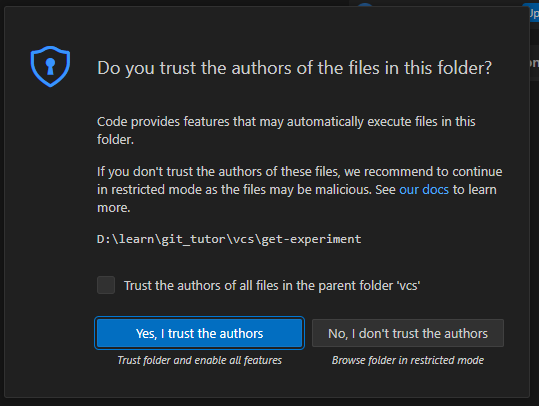 Up
on
Do you trust the authors of the files in this folder?
Code provides features that may automatically execute files in this
folder.
If you don't trust the authors of these files, we recommend to continue
in restricted mode as the files may be malicious. See our docs to learn
more.
D:\learn\git_tutor\vcs\get-experiment
Trust the authors of all files in the parent folder 'vcs'
Yes, I trust the authors
No, I don't trust the authors
Trust folder and enable all features
Browse folder in restricted mode